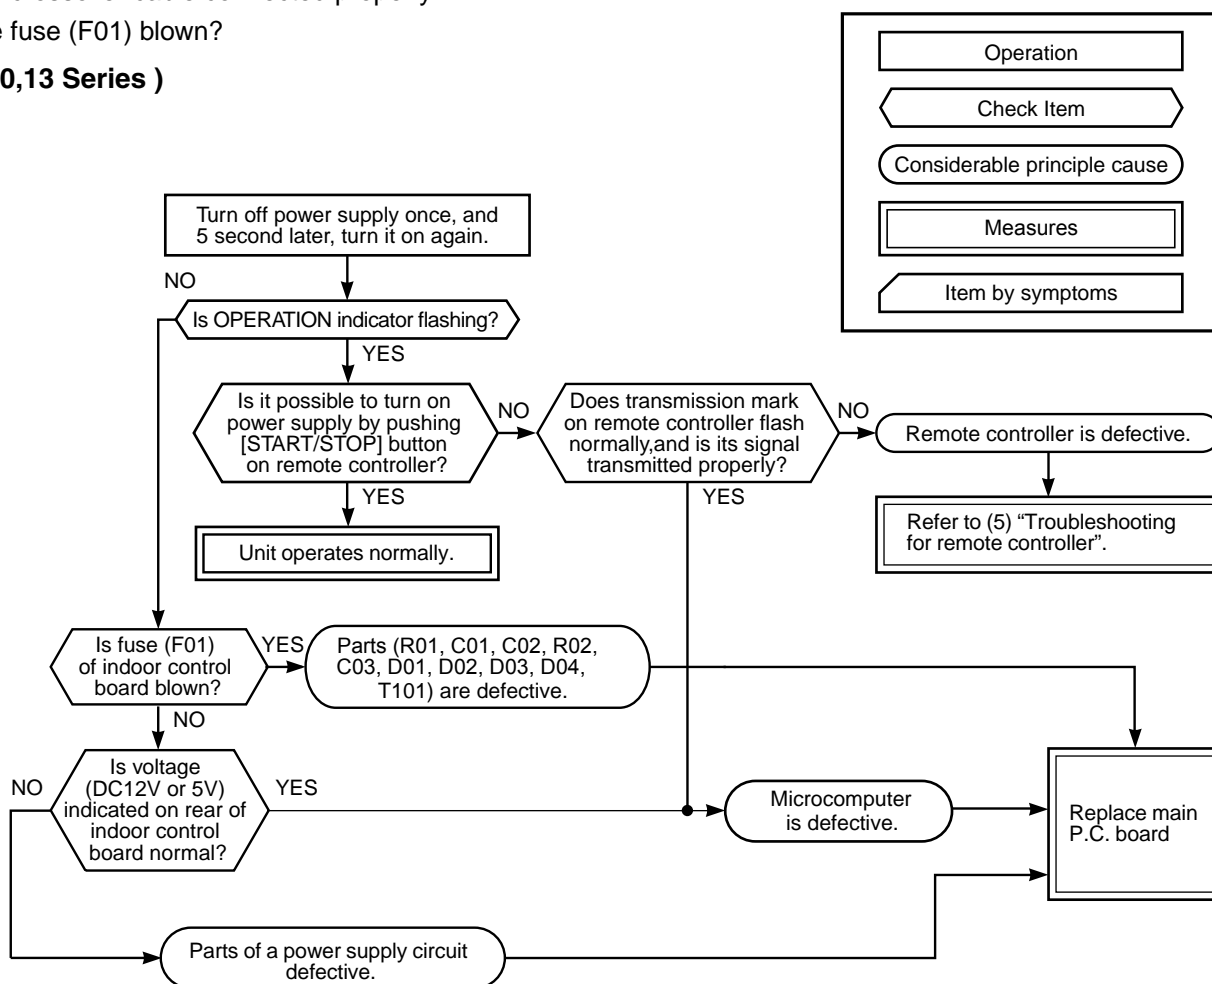 e fuse (F01) blown?
0,13 Series )
Operation
Check Item
Considerable principle cause
Measures
Item by symptoms
Turn off power supply once, and
5 second later, turn it on again.
NO
Is OPERATION indicator flashing?
YES
Is it possible to turn on
power supply by pushing
[START/STOP] button
on remote controller?
NO
Does transmission mark
on remote controller flash
normally,and is its signal
transmitted properly?
NO
Remote controller is defective.
YES
YES
Unit operates normally.
Refer to (5) “Troubleshooting
for remote controller”.
Is fuse (F01)
of indoor control
board blown?
YES
Parts (R01, C01, C02, R02,
C03, D01, D02, D03, D04,
T101) are defective.
NO
Is voltage
(DC12V or 5V)
indicated on rear of
indoor control
board normal?
NO
YES
Microcomputer
is defective.
Replace main
P.C. board
Parts of a power supply circuit
defective.